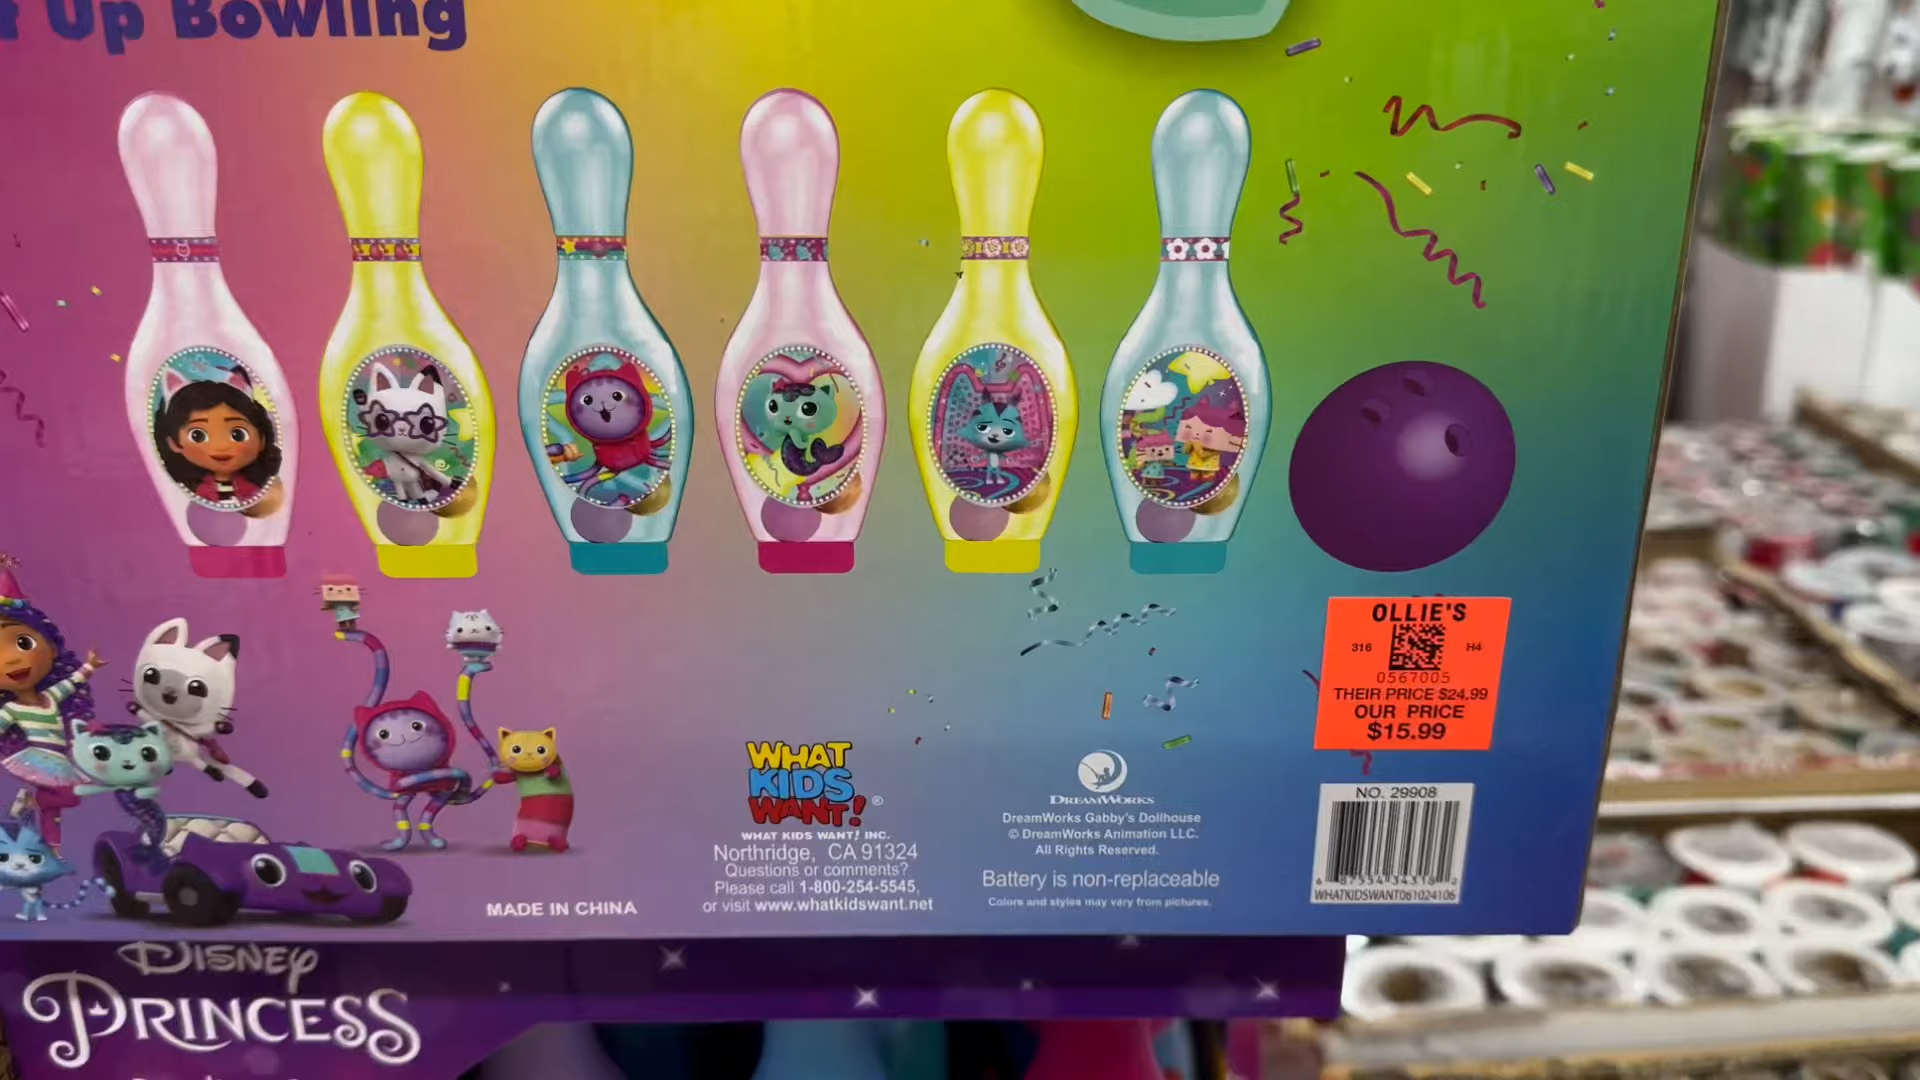 Up Bowling
OLLIE'S
316
H4
0567005
THEIR PRICE $24.99
OUR PRICE
$15.99
WHAT
KIDS
WANT!®
WHAT KIDS WANT! INC.
Northridge, CA 91324
Questions or comments?
Please call 1-800-254-5545,
or visit www.whatkidswant.net
DREAMWORKS
DreamWorks Gabby's Dollhouse
© DreamWorks Animation LLC.
All Rights Reserved.
Battery is non-replaceable
Colors and styles may vary from pictures.
NO. 29908
WHATKIDSWANT061024106
MADE IN CHINA
DISNEY
PRINCESS